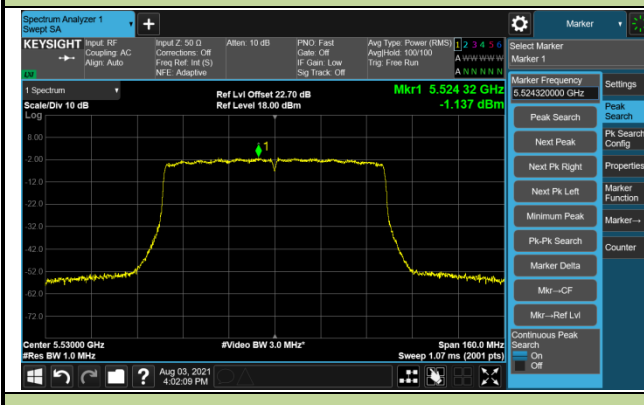 Spectrum Analyzer 1
Swept SA
Marker
KEYSIGHT
Input: RF
Coupling: AC
Align: Auto
Input Z: 50 Ω
Corrections: Off
Freq Ref: Int (S)
NFE: Adaptive
Atten: 10 dB
PNO: Fast
Gate: Off
IF Gain: Low
Sig Track: Off
Avg Type: Power (RMS)
Avg|Hold: 100/100
Trig: Free Run
1 2 3 4 5 6
A W W W W W
A N N N N N
Select Marker
Marker 1
LXI
1 Spectrum
Scale/Div 10 dB
Log
Ref Lvl Offset 22.70 dB
Ref Level 18.00 dBm
Mkr1 5.524 32 GHz
-1.137 dBm
8.00
-2.00
-12.0
-22.0
-32.0
-42.0
-52.0
-62.0
-72.0
1
Center 5.53000 GHz
#Res BW 1.0 MHz
#Video BW 3.0 MHz*
Span 160.0 MHz
Sweep 1.07 ms (2001 pts)
Marker Frequency
5.524320000 GHz
Peak Search
Next Peak
Next Pk Right
Next Pk Left
Minimum Peak
Pk-Pk Search
Marker Delta
Mkr→CF
Mkr→Ref Lvl
Continuous Peak
Search
On
Off
Settings
Peak
Search
Pk Search
Config
Properties
Marker
Function
Marker→
Counter
?
Aug 03, 2021
4:02:09 PM